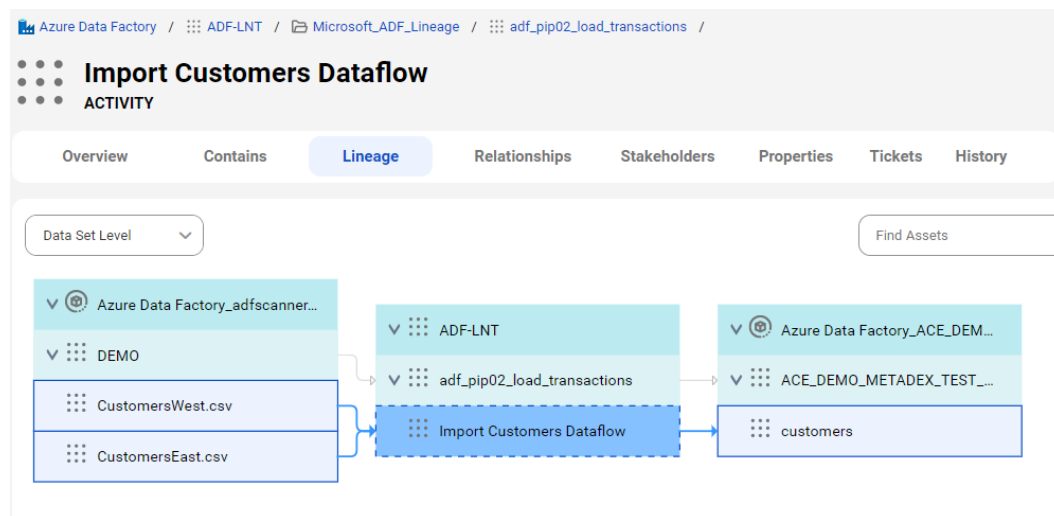 Azure Data Factory / ADF-LNT / Microsoft_ADF_Lineage / adf_pip02_load_transactions /
Import Customers Dataflow
ACTIVITY
Overview Contains Lineage Relationships Stakeholders Properties Tickets History
Data Set Level Find Assets
Azure Data Factory_adfscanner...
DEMO
CustomersWest.csv
CustomersEast.csv
ADF-LNT
adf_pip02_load_transactions
Import Customers Dataflow
Azure Data Factory_ACE_DEM...
ACE_DEMO_METADEX_TEST_...
customers